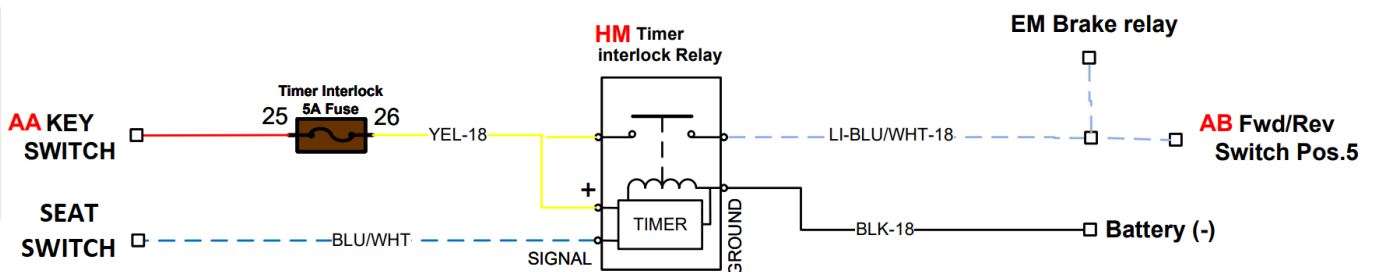 EM Brake relay
HM Timer
interlock Relay
Timer Interlock
5A Fuse
25
26
AA KEY
SWITCH
YEL-18
LI-BLU/WHT-18
AB Fwd/Rev
Switch Pos.5
+
SEAT
SWITCH
BLU/WHT
SIGNAL
TIMER
GROUND
BLK-18
Battery (-)